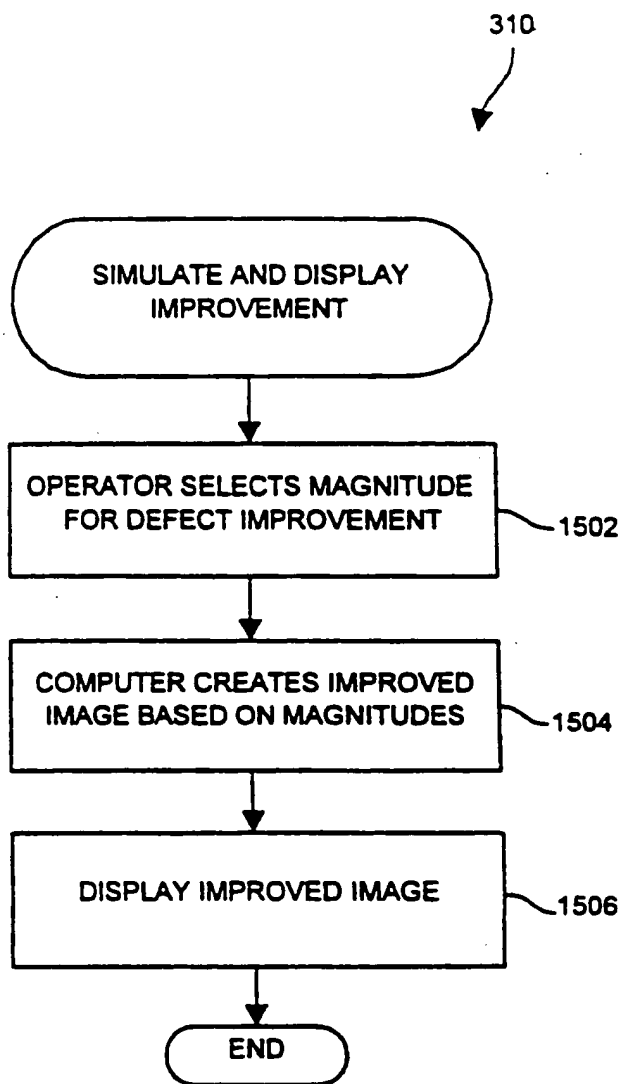 310
SIMULATE AND DISPLAY
IMPROVEMENT
OPERATOR SELECTS MAGNITUDE
FOR DEFECT IMPROVEMENT
1502
COMPUTER CREATES IMPROVED
IMAGE BASED ON MAGNITUDES
1504
DISPLAY IMPROVED IMAGE
1506
END